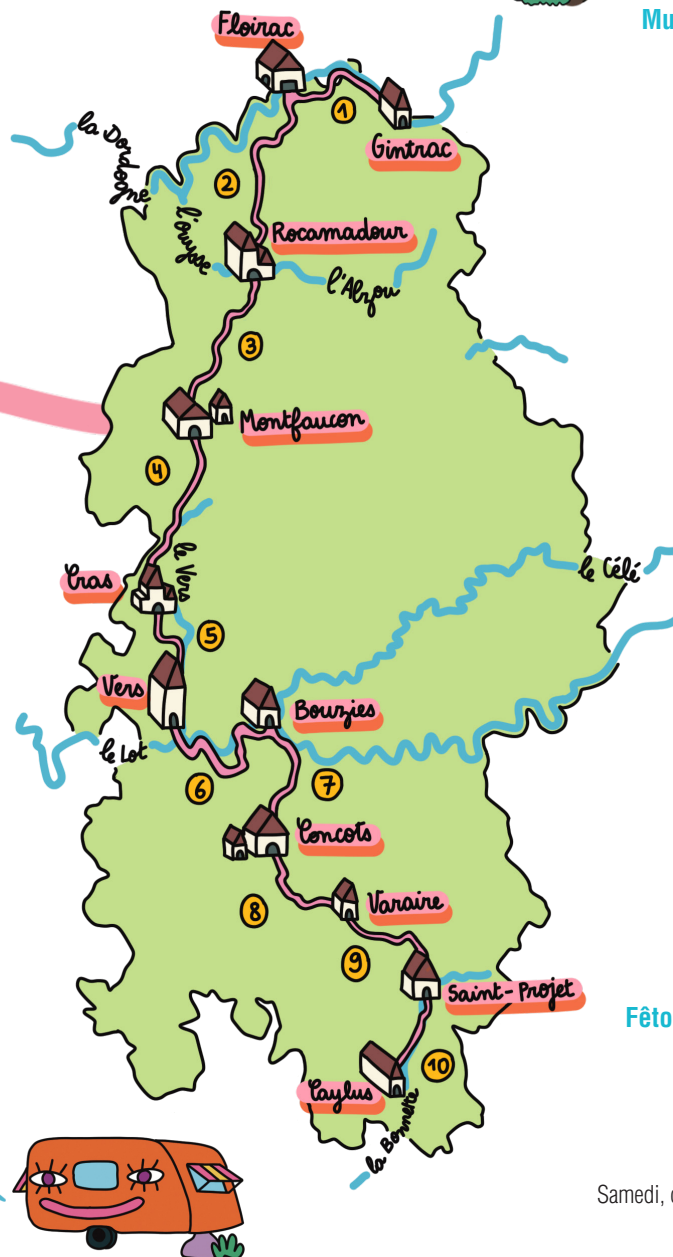 Mu
Floirac
1
Gintrac
la Dordogne
2
l'ouysse
Rocamadour
l'Alzou
3
Montfaucon
4
le Vers
Cras
le Célé
5
Vers
Bouziès
le Lot
6
7
Concots
8
Varaire
9
Saint-Projet
Fêto
10
Caylus
la Bonnette
Samedi,